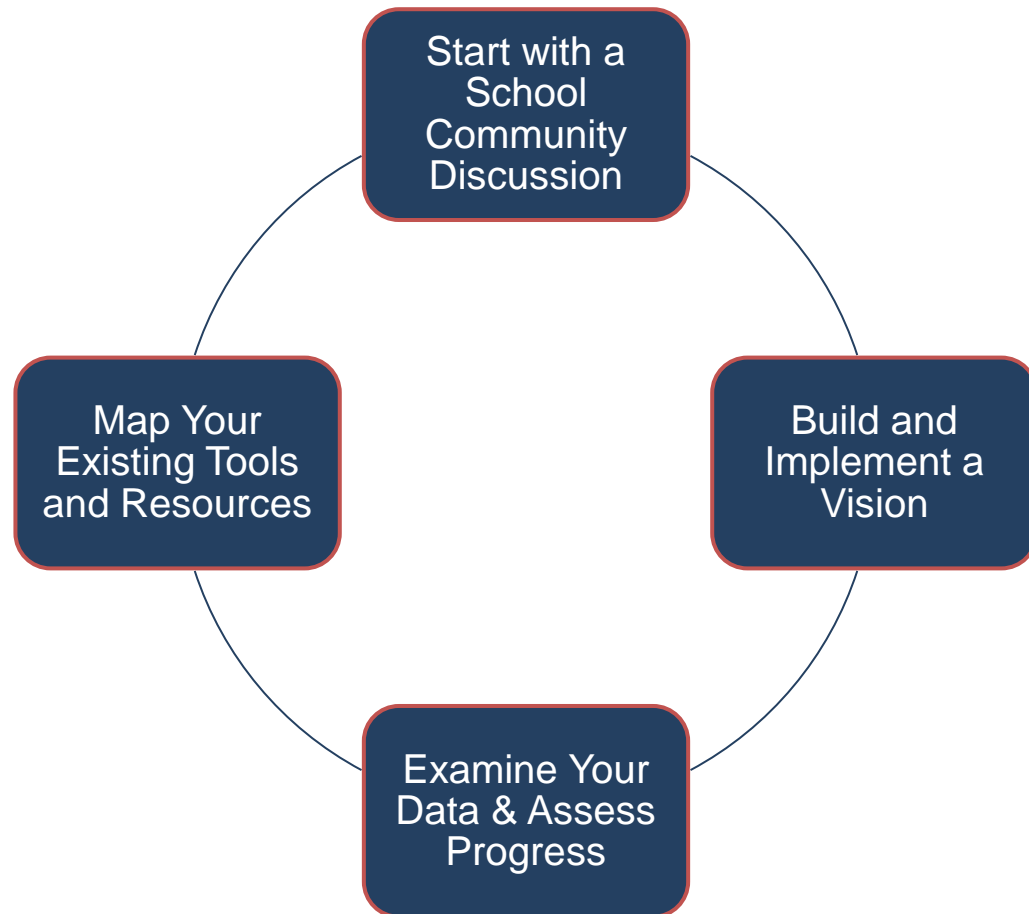 Start with a
School
Community
Discussion
Build and
Implement a
Vision
Examine Your
Data & Assess
Progress
Map Your
Existing Tools
and Resources